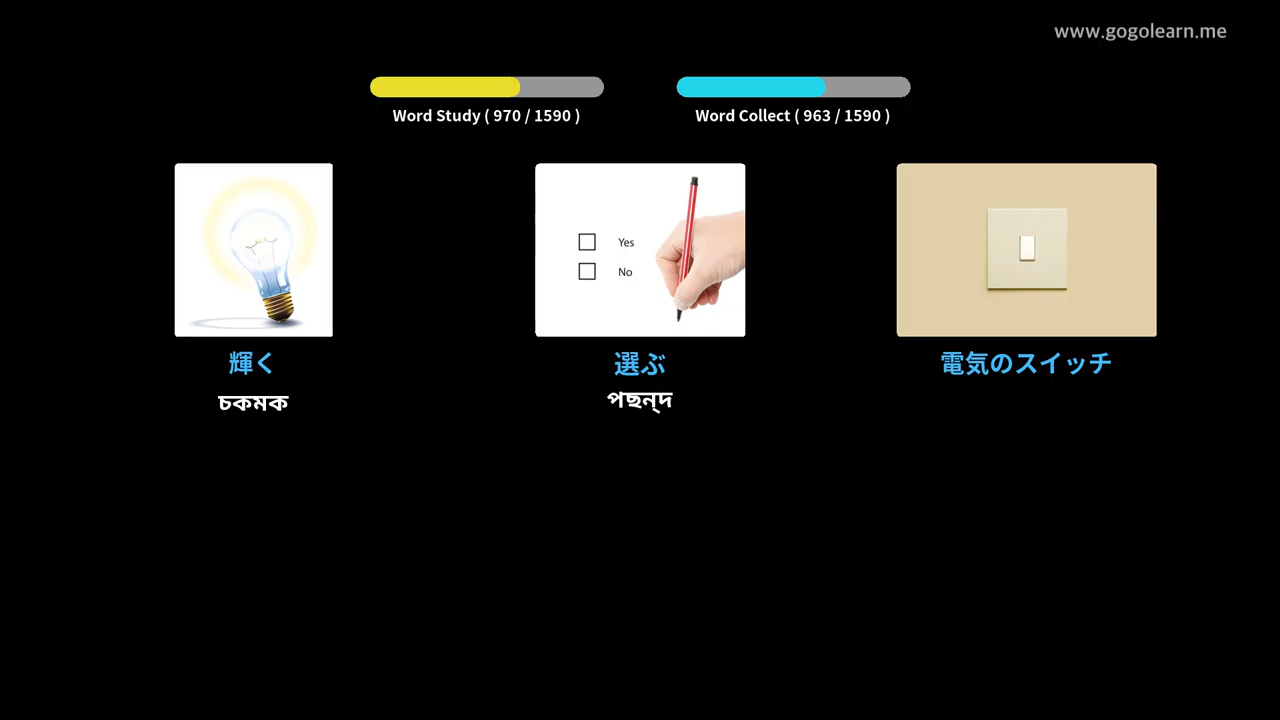 www.gogolearn.me
Word Study ( 970 / 1590 )
Word Collect ( 963 / 1590 )
Yes
No
輝く
選ぶ
電気のスイッチ
চকমক
পছন্দ